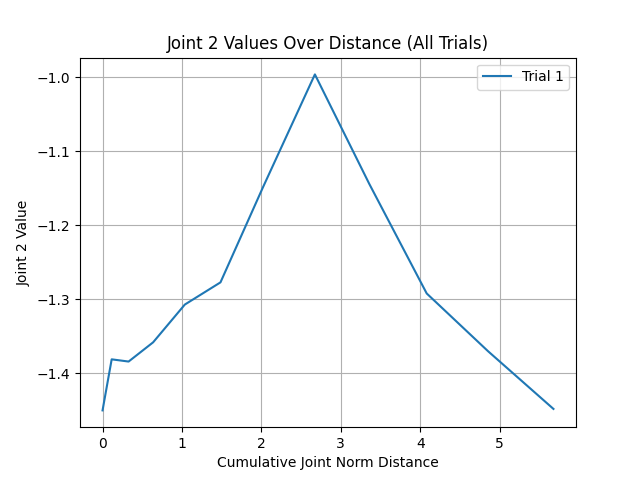 Joint 2 Values Over Distance (All Trials)
Trial 1
−1.0
−1.1
−1.2
−1.3
−1.4
Joint 2 Value
0 1 2 3 4 5
Cumulative Joint Norm Distance